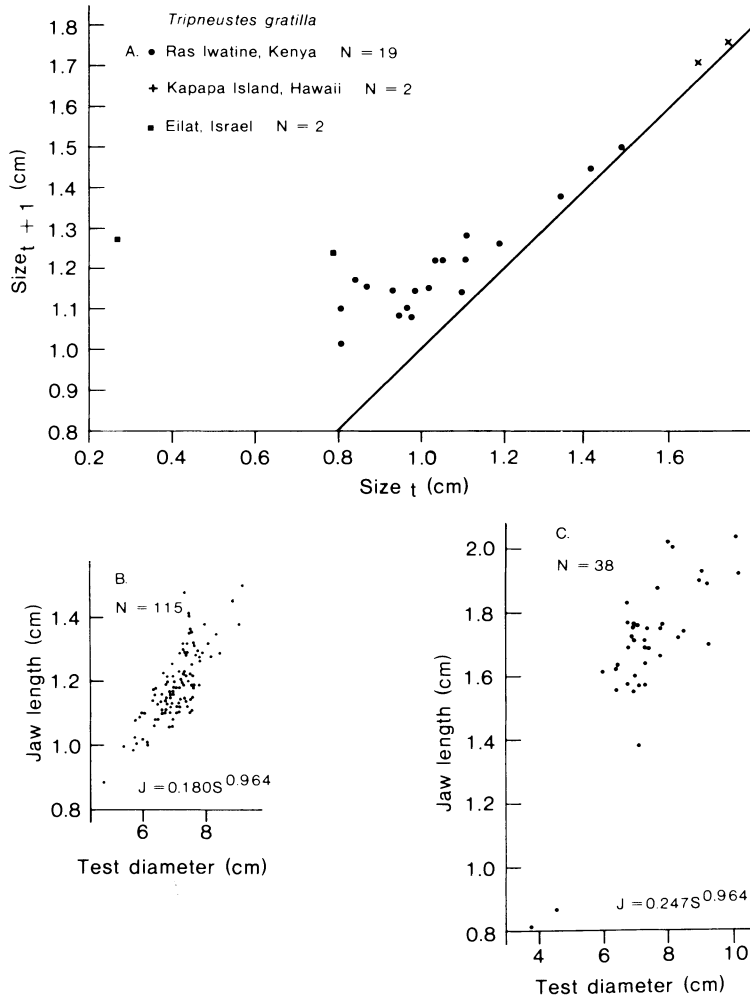 Tripneustes gratilla
A. ● Ras Iwatine, Kenya N = 19
+ Kapapa Island, Hawaii N = 2
■ Eilat, Israel N = 2
Size t + 1 (cm)
1.8
1.7
1.6
1.5
1.4
1.3
1.2
1.1
1.0
0.9
0.8
0.2 0.4 0.6 0.8 1.0 1.2 1.4 1.6
Size t (cm)
B.
N = 115
Jaw length (cm)
1.4
1.2
1.0
0.8
J = 0.180S^0.964
6 8
Test diameter (cm)
C.
N = 38
Jaw length (cm)
2.0
1.8
1.6
1.4
1.2
1.0
0.8
J = 0.247S^0.964
4 6 8 10
Test diameter (cm)